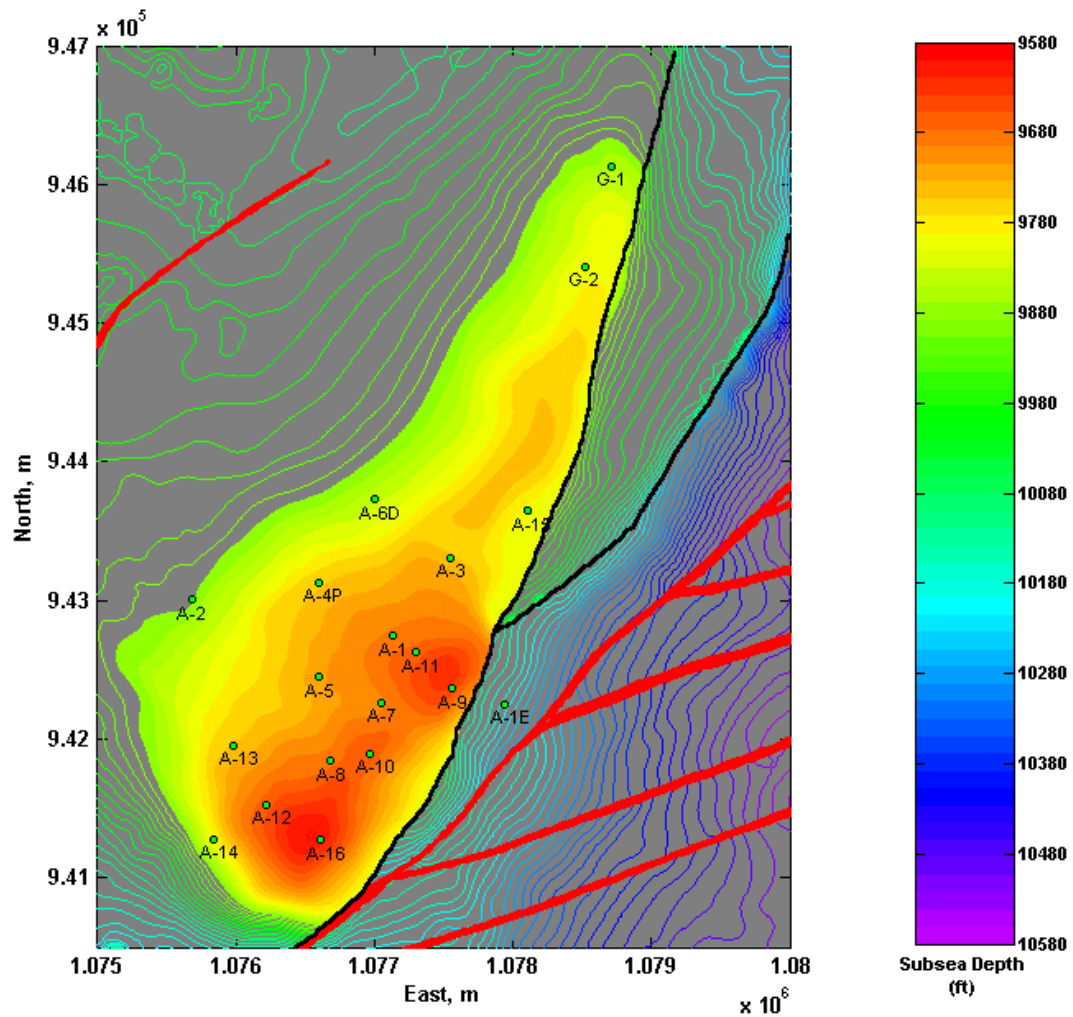 x 10^5
9.47
9.46
9.45
9.44
9.43
9.42
9.41
North, m
G-1
G-2
A-6D
A-15
A-3
A-4P
A-2
A-1
A-11
A-5
A-9
A-7
A-1E
A-13
A-10
A-8
A-12
A-14
A-16
1.075 1.076 1.077 1.078 1.079 1.08
East, m
x 10^6
9580
9680
9780
9880
9980
10080
10180
10280
10380
10480
10580
Subsea Depth
(ft)